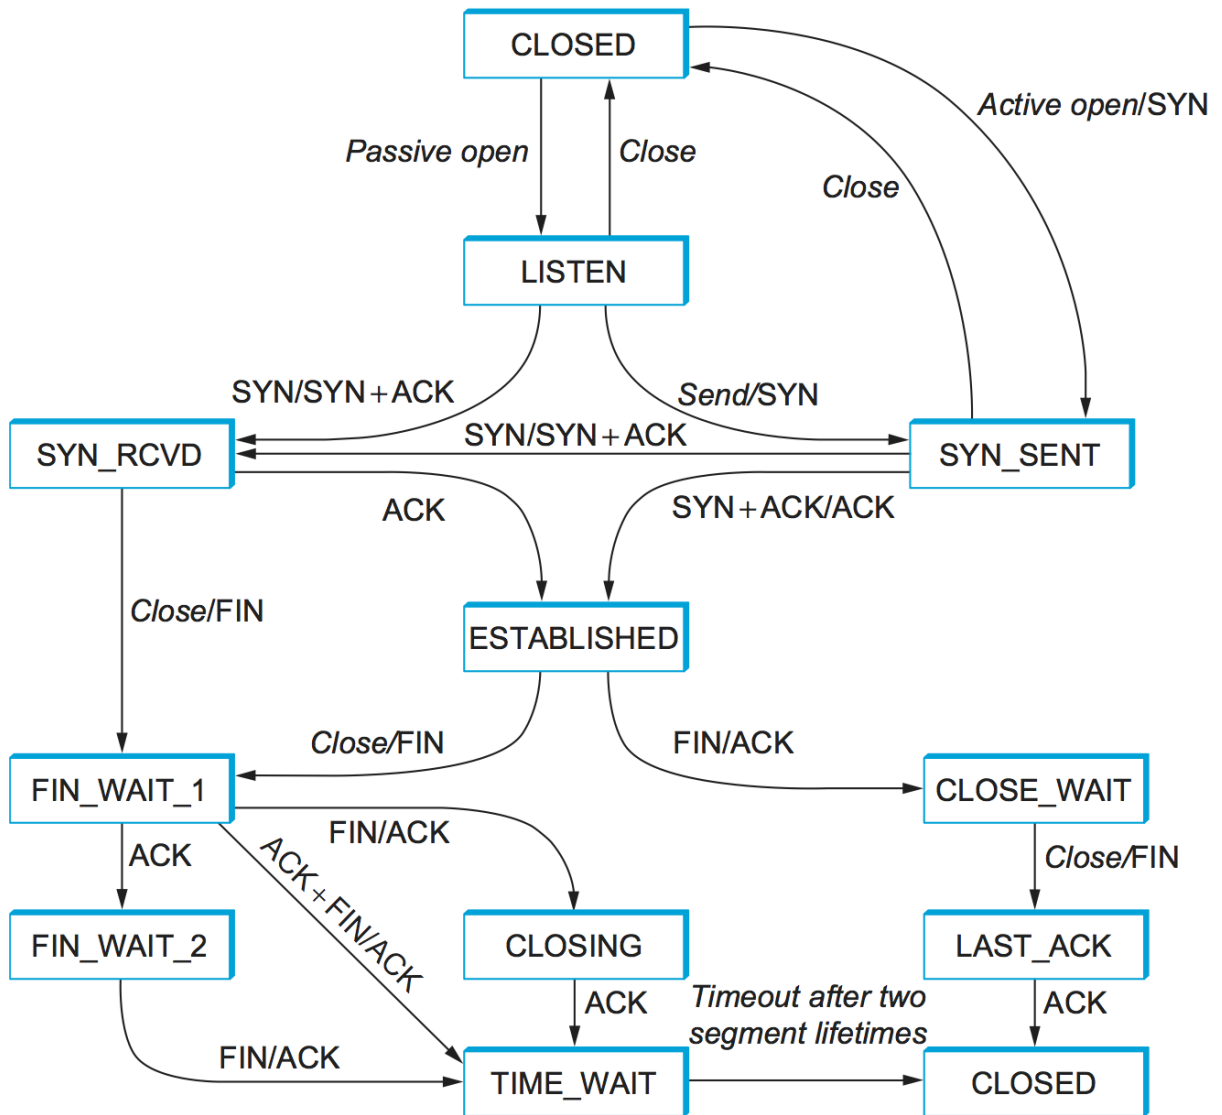 CLOSED
Active open/SYN
Passive open
Close
Close
LISTEN
SYN/SYN+ACK
Send/SYN
SYN/SYN+ACK
SYN_RCVD
SYN_SENT
ACK
SYN+ACK/ACK
Close/FIN
ESTABLISHED
Close/FIN
FIN/ACK
FIN_WAIT_1
CLOSE_WAIT
FIN/ACK
ACK
ACK+FIN/ACK
Close/FIN
FIN_WAIT_2
CLOSING
LAST_ACK
ACK
Timeout after two
segment lifetimes
ACK
FIN/ACK
TIME_WAIT
CLOSED